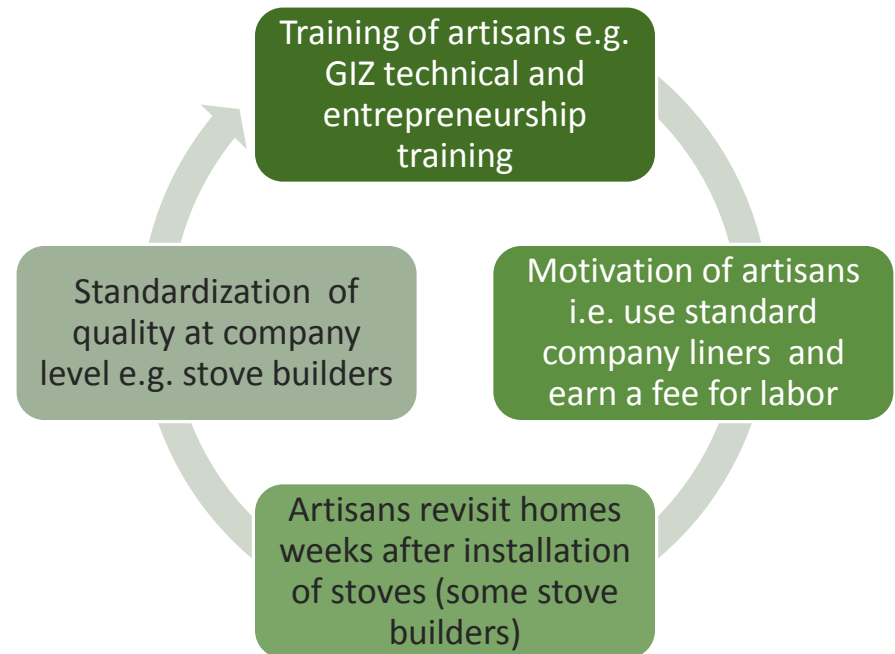 Training of artisans e.g.
GIZ technical and
entrepreneurship
training
Motivation of artisans
i.e. use standard
company liners and
earn a fee for labor
Artisans revisit homes
weeks after installation
of stoves (some stove
builders)
Standardization of
quality at company
level e.g. stove builders